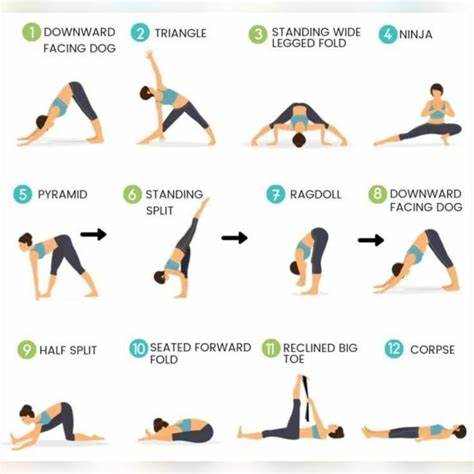 1 DOWNWARD
FACING DOG
2 TRIANGLE
3 STANDING WIDE
LEGGED FOLD
4 NINJA
5 PYRAMID
6 STANDING
SPLIT
7 RAGDOLL
8 DOWNWARD
FACING DOG
9 HALF SPLIT
10 SEATED FORWARD
FOLD
11 RECLINED BIG
TOE
12 CORPSE